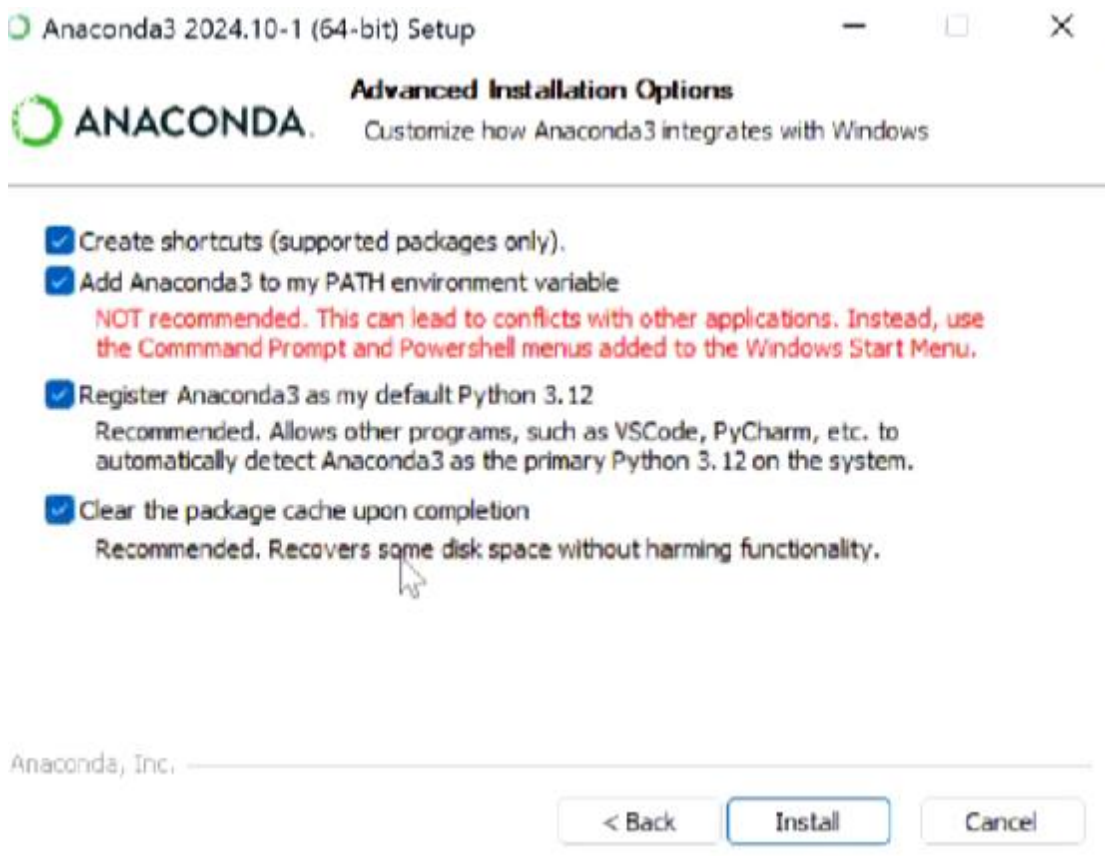 Anaconda3 2024.10-1 (64-bit) Setup
ANACONDA.
Advanced Installation Options
Customize how Anaconda3 integrates with Windows
Create shortcuts (supported packages only).
Add Anaconda3 to my PATH environment variable
NOT recommended. This can lead to conflicts with other applications. Instead, use
the Commmand Prompt and Powershell menus added to the Windows Start Menu.
Register Anaconda3 as my default Python 3.12
Recommended. Allows other programs, such as VSCode, PyCharm, etc. to
automatically detect Anaconda3 as the primary Python 3.12 on the system.
Clear the package cache upon completion
Recommended. Recovers some disk space without harming functionality.
Anaconda, Inc.
< Back
Install
Cancel